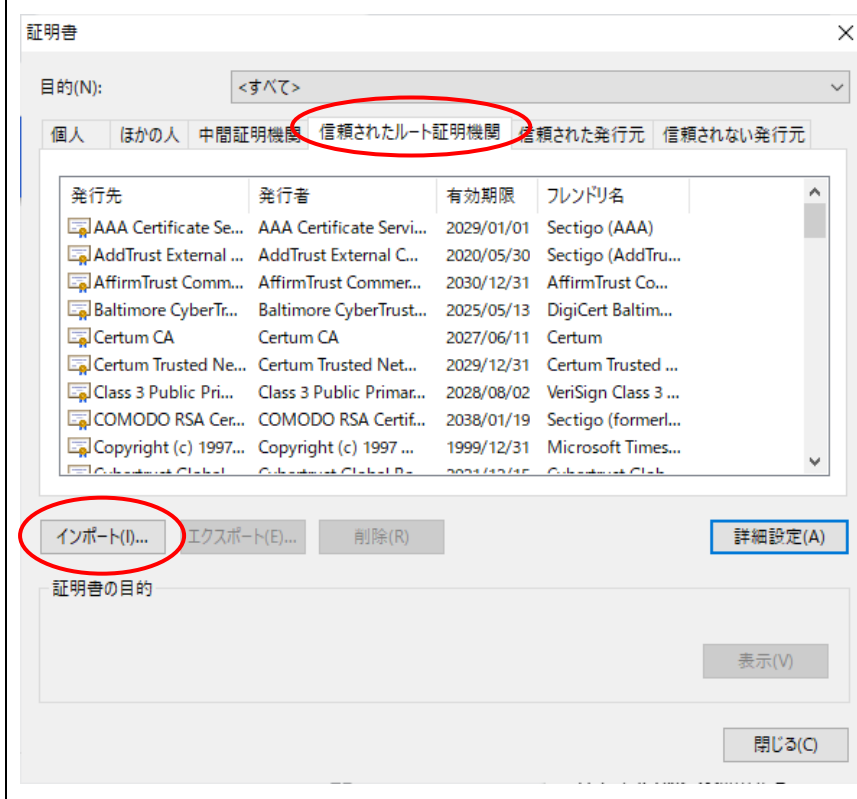 証明書
目的(N): <すべて>
個人 ほかの人 中間証明機関 信頼されたルート証明機関 信頼された発行元 信頼されない発行元
発行先 発行者 有効期限 フレンドリ名
AAA Certificate Se... AAA Certificate Servi... 2029/01/01 Sectigo (AAA)
AddTrust External ... AddTrust External C... 2020/05/30 Sectigo (AddTru...
AffirmTrust Comm... AffirmTrust Commer... 2030/12/31 AffirmTrust Co...
Baltimore CyberTr... Baltimore CyberTrust... 2025/05/13 DigiCert Baltim...
Certum CA Certum CA 2027/06/11 Certum
Certum Trusted Ne... Certum Trusted Net... 2029/12/31 Certum Trusted ...
Class 3 Public Pri... Class 3 Public Primar... 2028/08/02 VeriSign Class 3 ...
COMODO RSA Cer... COMODO RSA Certif... 2038/01/19 Sectigo (formerl...
Copyright (c) 1997... Copyright (c) 1997 ... 1999/12/31 Microsoft Times...
インポート(I)... エクスポート(E)... 削除(R) 詳細設定(A)
証明書の目的
表示(V)
閉じる(C)